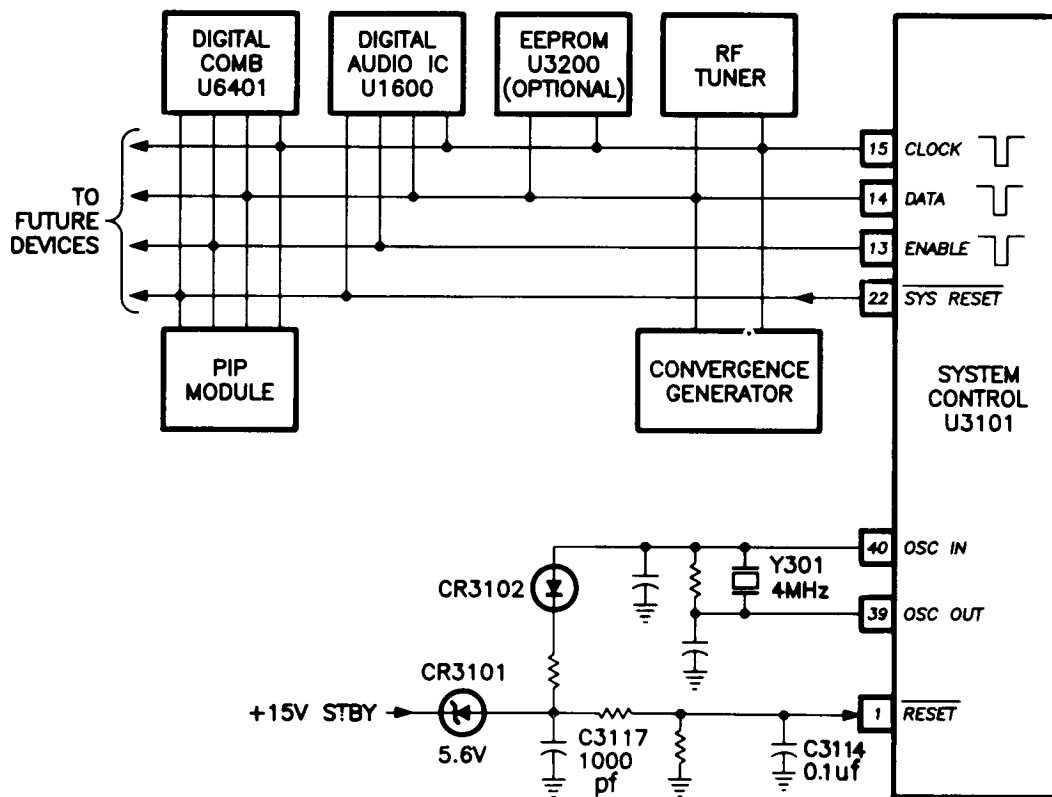 DIGITAL
COMB
U6401
DIGITAL
AUDIO IC
U1600
EEPROM
U3200
(OPTIONAL)
RF
TUNER
15 CLOCK
14 DATA
13 ENABLE
22 SYS RESET
TO
FUTURE
DEVICES
PIP
MODULE
CONVERGENCE
GENERATOR
SYSTEM
CONTROL
U3101
40 OSC IN
Y301
4MHz
39 OSC OUT
CR3102
CR3101
+15V STBY
5.6V
C3117
1000
pf
C3114
0.1uf
1 RESET